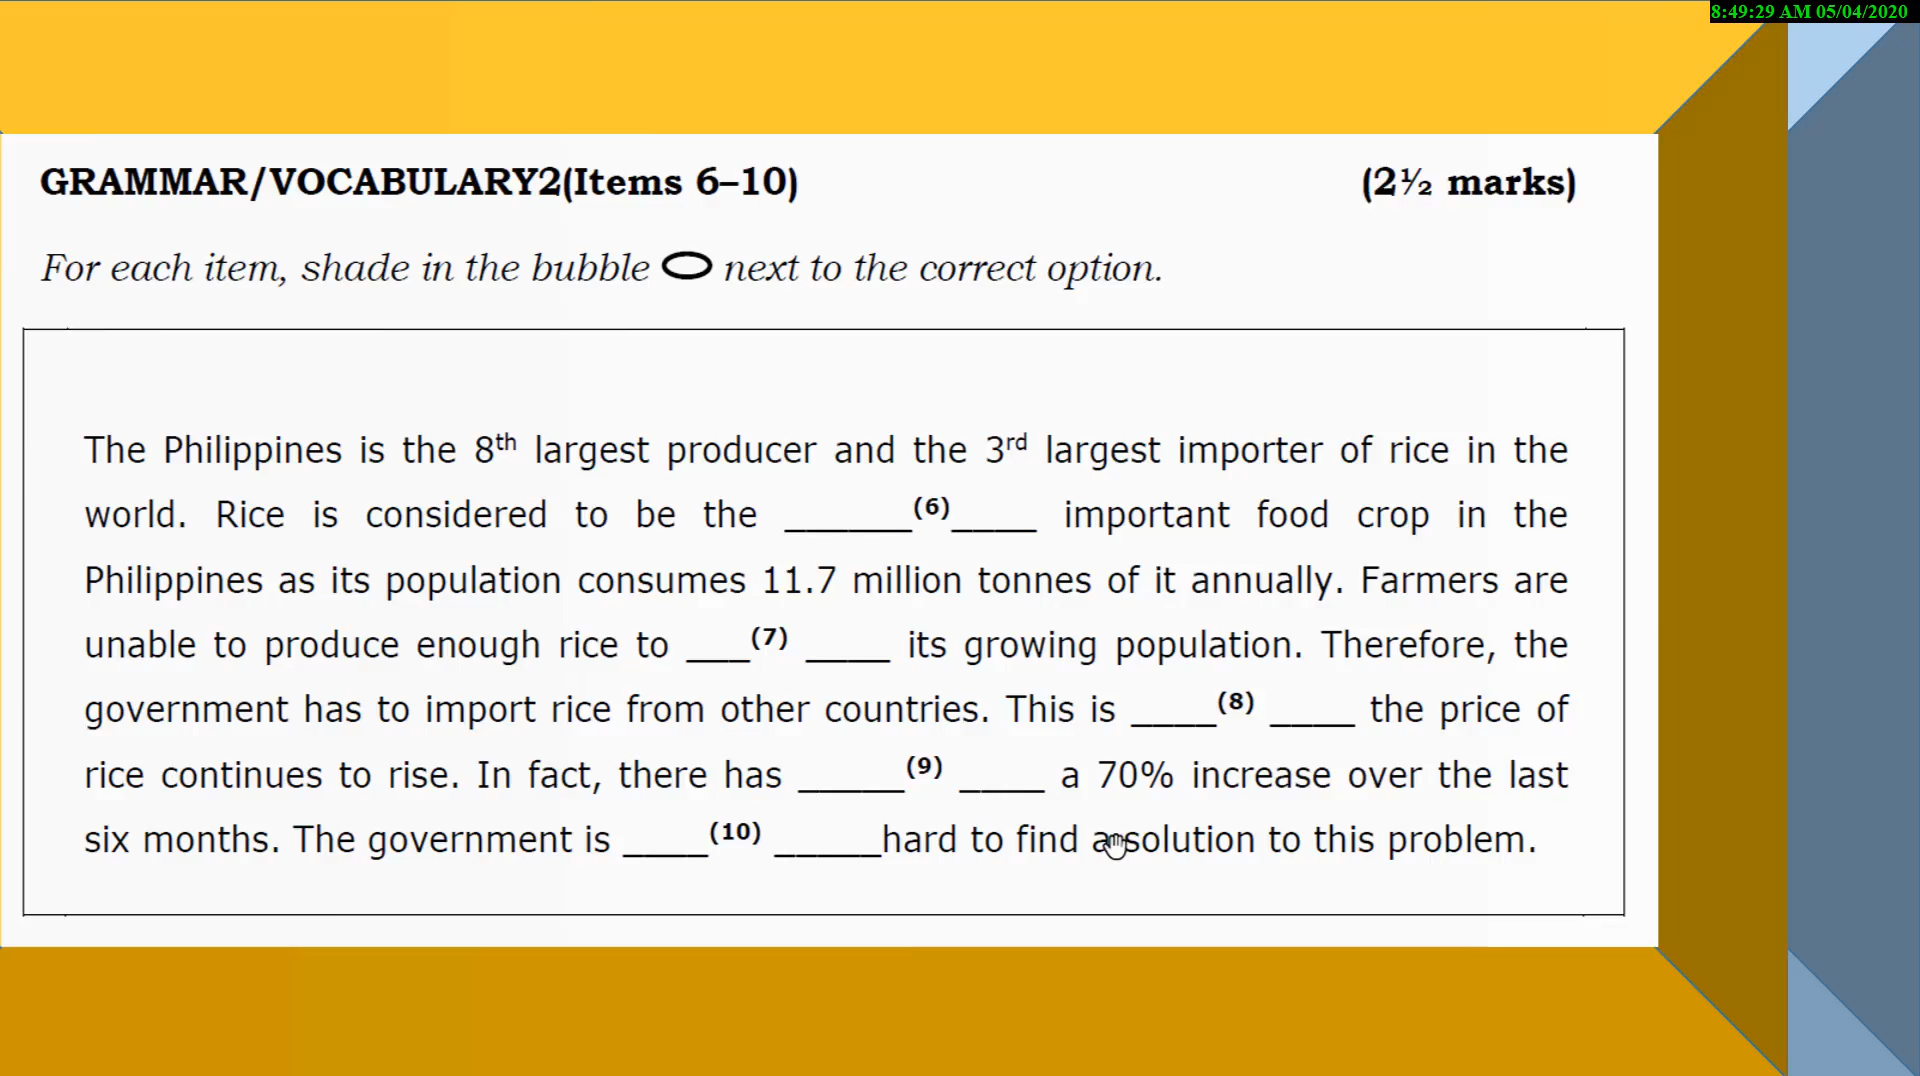 8:49:29 AM 05/04/2020
GRAMMAR/VOCABULARY2(Items 6–10) (2½ marks)
For each item, shade in the bubble next to the correct option.
The Philippines is the 8th largest producer and the 3rd largest importer of rice in the
world. Rice is considered to be the ______(6)____ important food crop in the
Philippines as its population consumes 11.7 million tonnes of it annually. Farmers are
unable to produce enough rice to ___(7) ____ its growing population. Therefore, the
government has to import rice from other countries. This is ____(8) ____ the price of
rice continues to rise. In fact, there has _____(9) ____ a 70% increase over the last
six months. The government is ____(10) _____hard to find a solution to this problem.